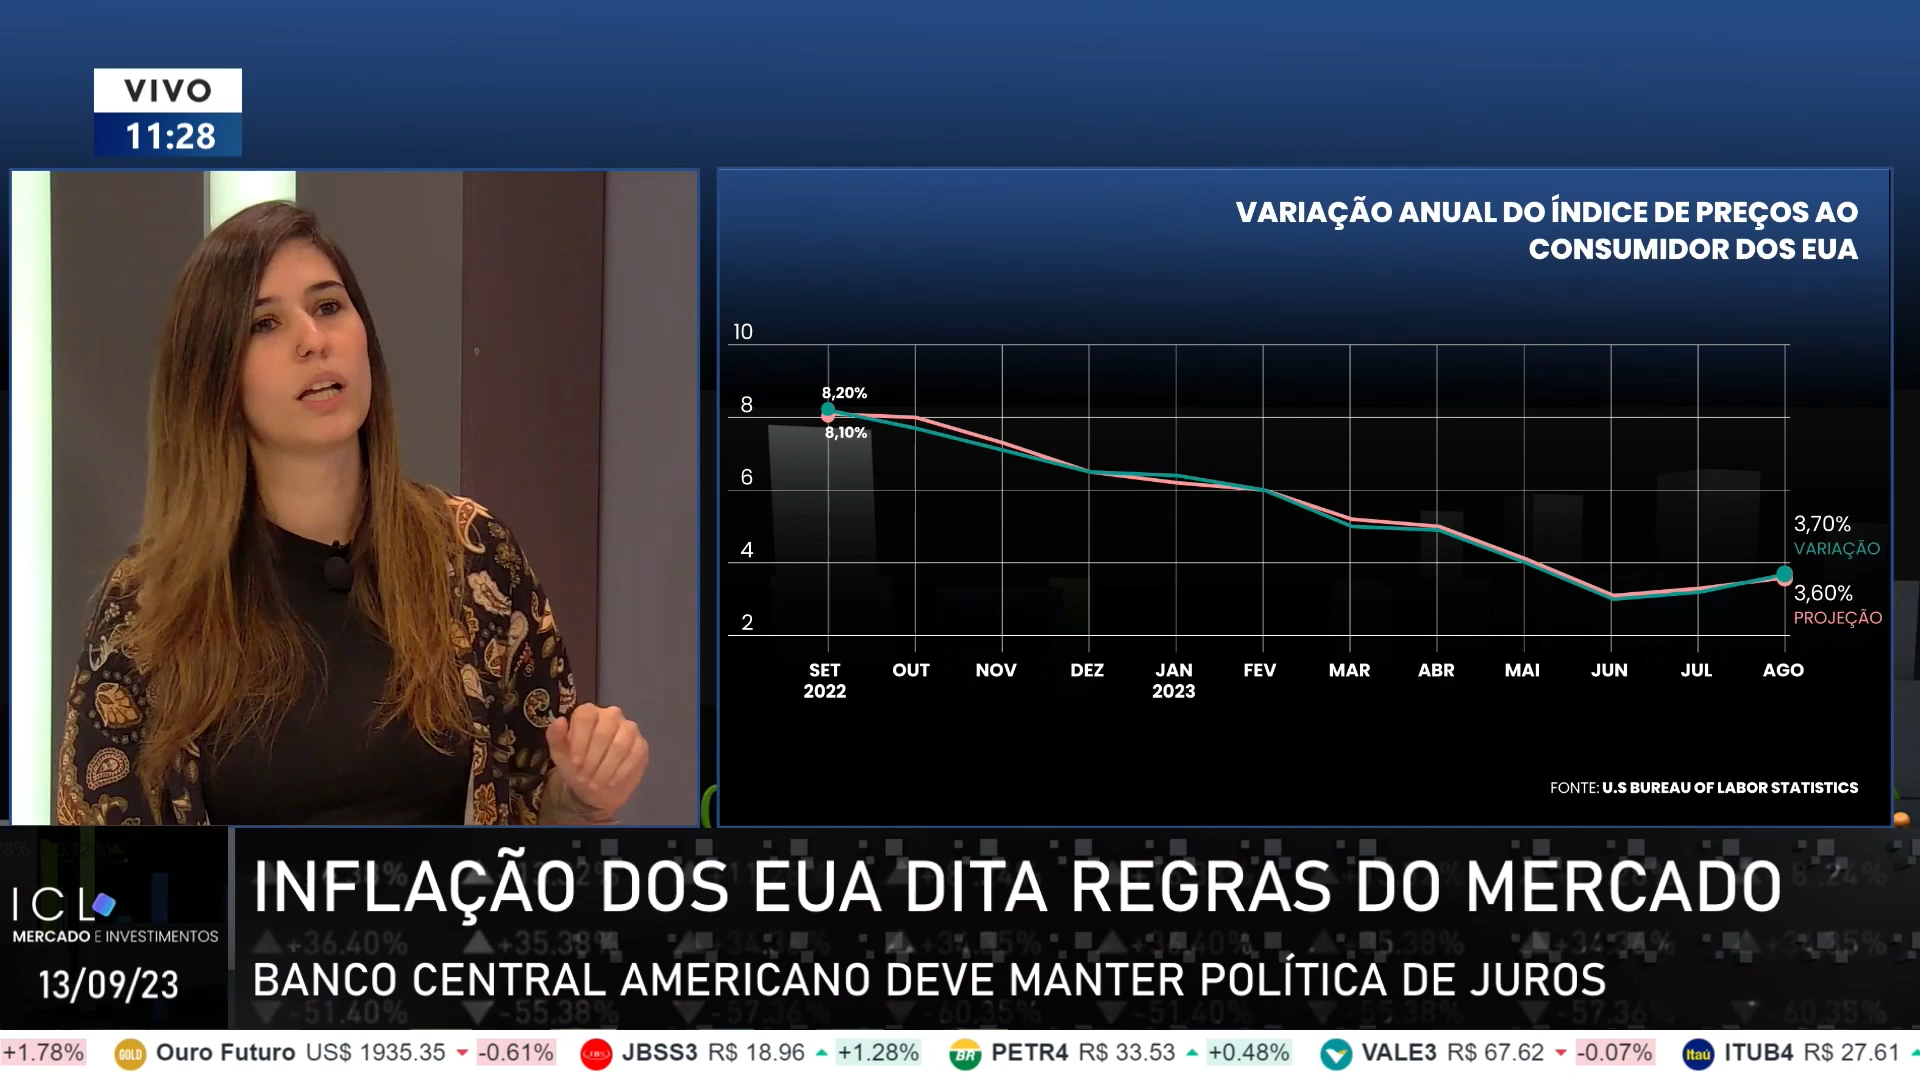 VIVO
11:28
VARIAÇÃO ANUAL DO ÍNDICE DE PREÇOS AO
CONSUMIDOR DOS EUA
10
8
6
4
2
8,20%
8,10%
3,70%
VARIAÇÃO
3,60%
PROJEÇÃO
SET OUT NOV DEZ JAN FEV MAR ABR MAI JUN JUL AGO
2022 2023
FONTE: U.S BUREAU OF LABOR STATISTICS
ICL
MERCADO E INVESTIMENTOS
13/09/23
INFLAÇÃO DOS EUA DITA REGRAS DO MERCADO
BANCO CENTRAL AMERICANO DEVE MANTER POLÍTICA DE JUROS
+1.78% GOLD Ouro Futuro US$ 1935.35 -0.61% JBS JBSS3 R$ 18.96 +1.28% BR PETR4 R$ 33.53 +0.48% VALE3 R$ 67.62 -0.07% Itaú ITUB4 R$ 27.61